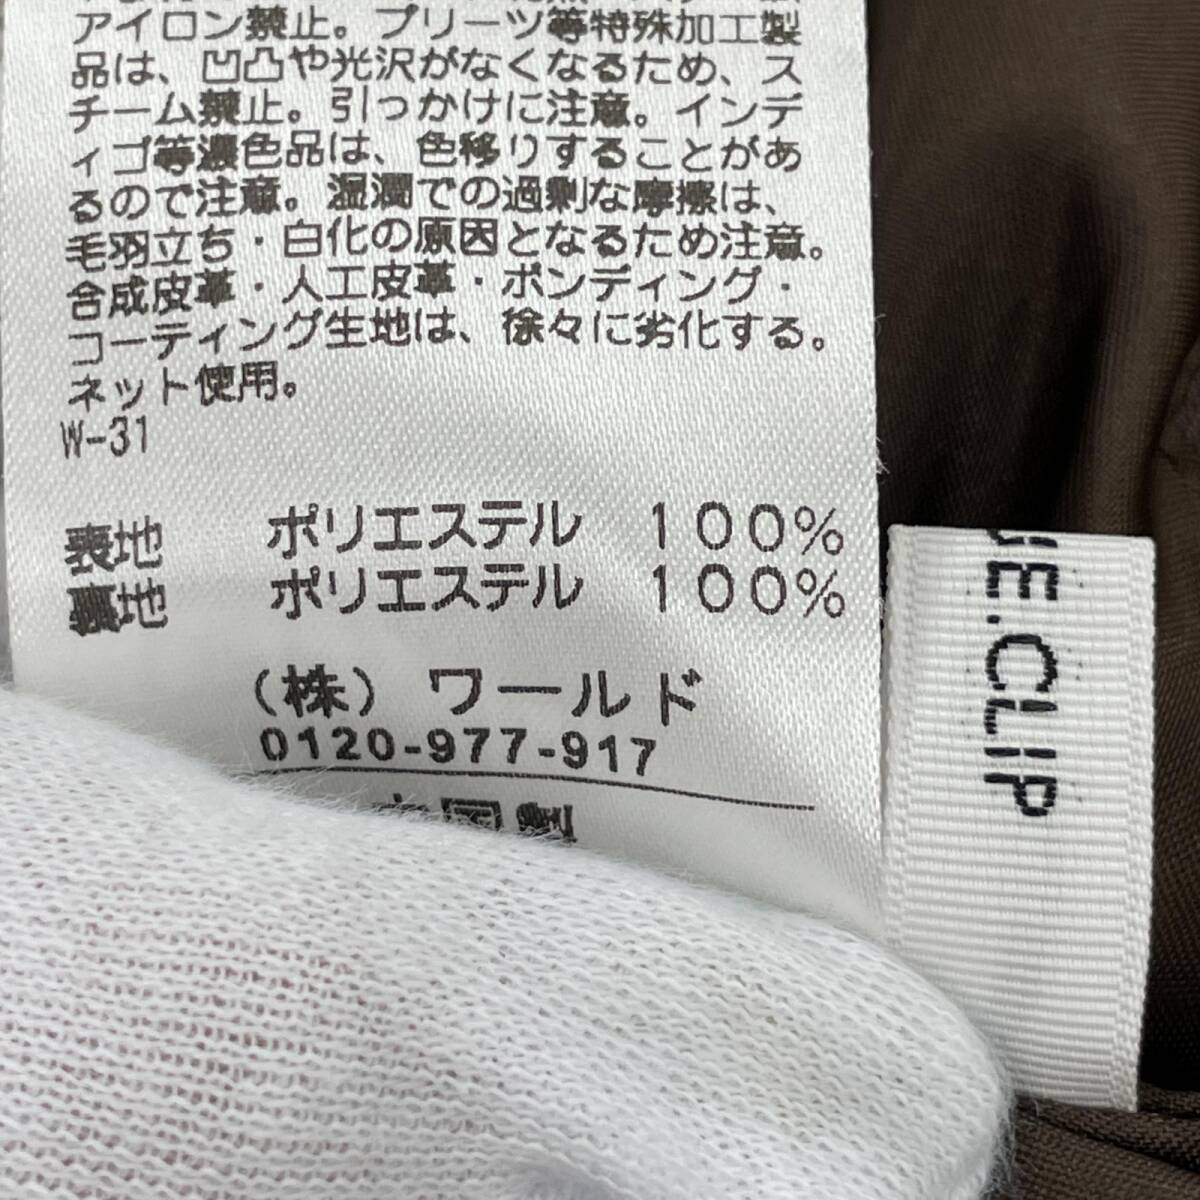 アイロン禁止。プリーツ等特殊加工製
品は、凹凸や光沢がなくなるため、ス
チーム禁止。引っかけに注意。インデ
ィゴ等濃色品は、色移りすることがあ
るので注意。湿潤での過剰な摩擦は、
毛羽立ち・白化の原因となるため注意。
合成皮革・人工皮革・ボンディング・
コーティング生地は、徐々に劣化する。
ネット使用。
W-31
表地 ポリエステル 100%
裏地 ポリエステル 100%
(株) ワールド
0120-977-917
UE.CLIP